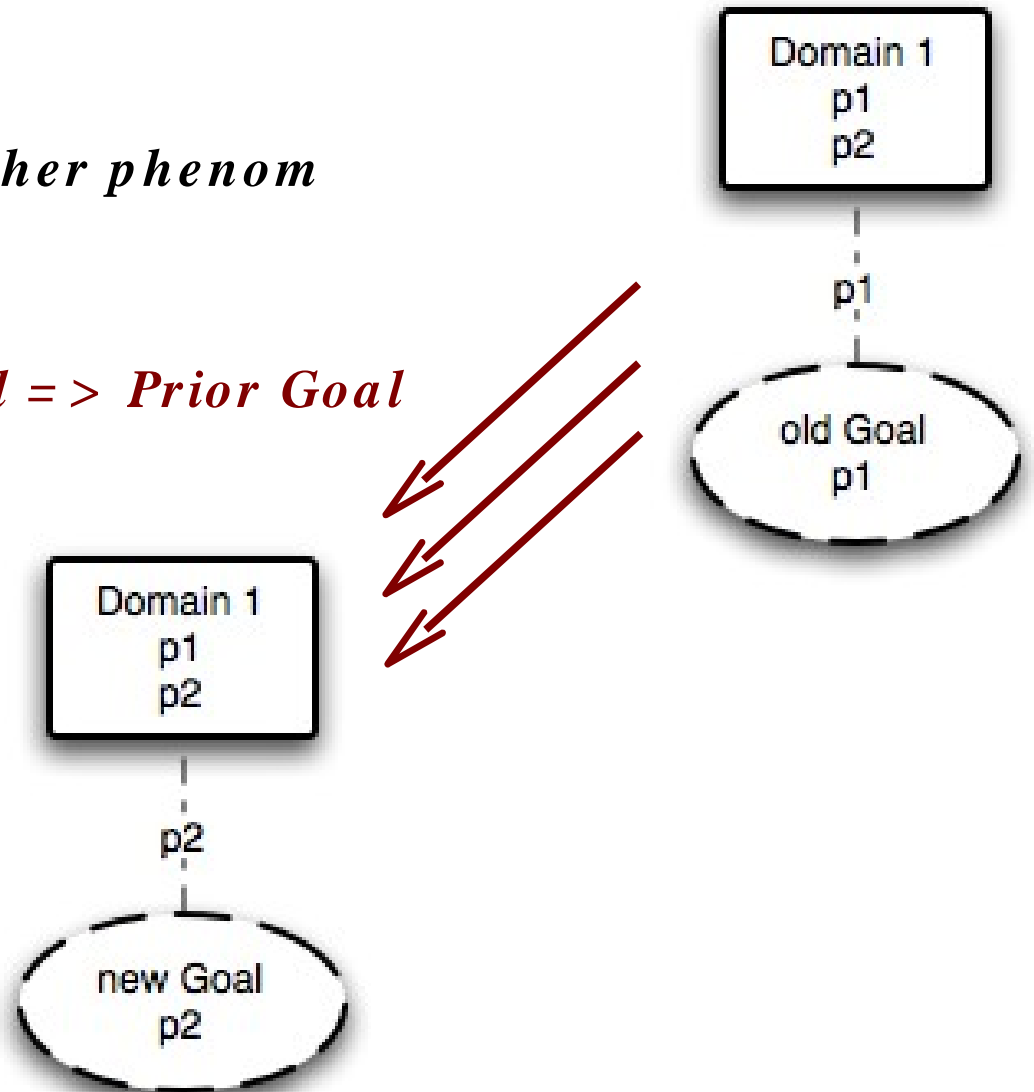 Domain 1
p1
p2
her phenom
p1
l => Prior Goal
old Goal
p1
Domain 1
p1
p2
p2
new Goal
p2